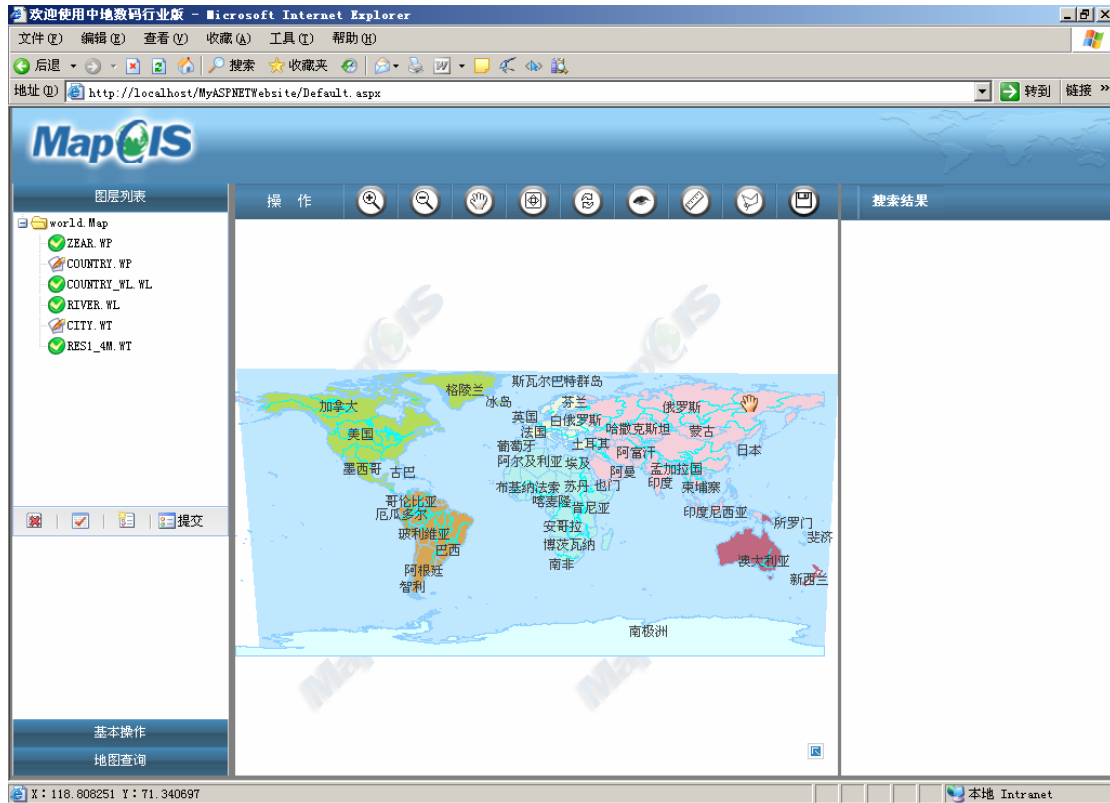 欢迎使用中地数码行业版 - Microsoft Internet Explorer
文件(F) 编辑(E) 查看(V) 收藏(A) 工具(T) 帮助(H)
后退 搜索 收藏夹
地址(D) http://localhost/MyASPNETWebsite/Default.aspx 转到 链接 »
MapGIS
图层列表 操 作 搜索结果
world.Map
ZEAR.WP
COUNTRY.WP
COUNTRY_WL.WL
RIVER.WL
CITY.WT
RES1_4M.WT
提交
基本操作
地图查询
MapGIS
MapGIS
格陵兰 斯瓦尔巴特群岛
加拿大 冰岛 芬兰 俄罗斯
美国 英国 白俄罗斯 哈撒克斯坦 蒙古
法国
葡萄牙 土耳其 阿富汗 日本
墨西哥 古巴 阿尔及利亚 埃及 阿曼 孟加拉国
布基纳法索 苏丹 也门 印度 柬埔寨
哥伦比亚 喀麦隆 肯尼亚
厄瓜多尔 印度尼西亚 所罗门
玻利维亚 安哥拉 斐济
巴西 博茨瓦纳 澳大利亚
阿根廷 南非 新西兰
智利
南极洲
X：118.808251 Y：71.340697 本地 Intranet